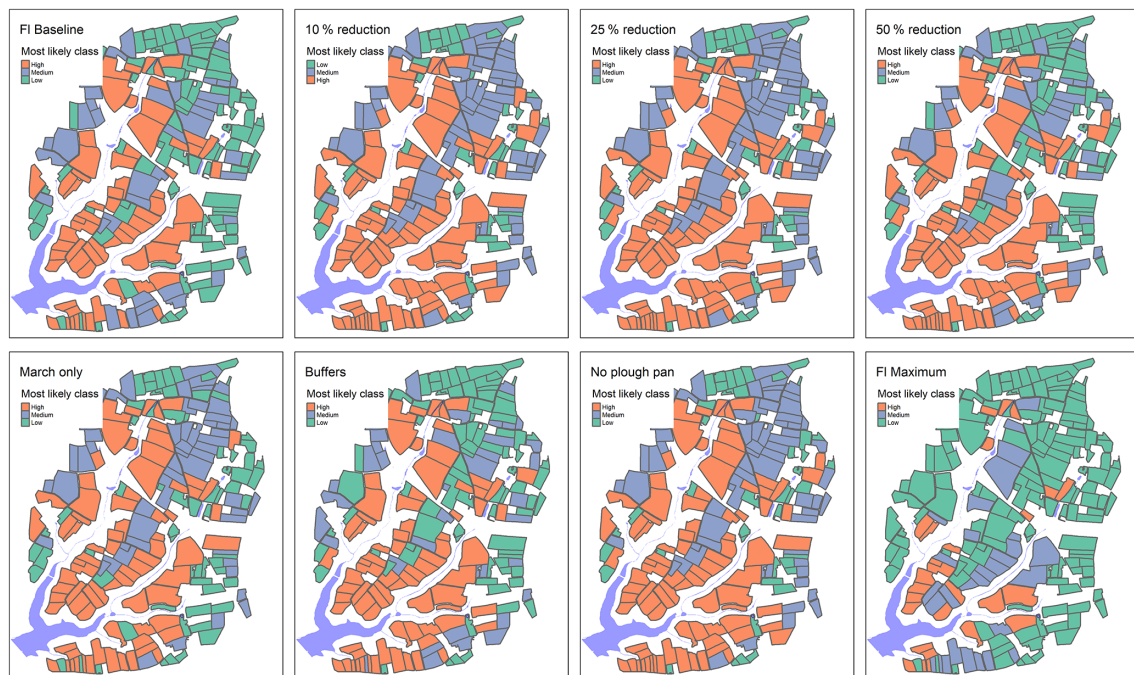 FI Baseline
Most likely class
High
Medium
Low
10 % reduction
Most likely class
Low
Medium
High
25 % reduction
Most likely class
High
Medium
Low
50 % reduction
Most likely class
High
Medium
Low
March only
Most likely class
High
Medium
Low
Buffers
Most likely class
High
Medium
Low
No plough pan
Most likely class
High
Medium
Low
FI Maximum
Most likely class
High
Medium
Low